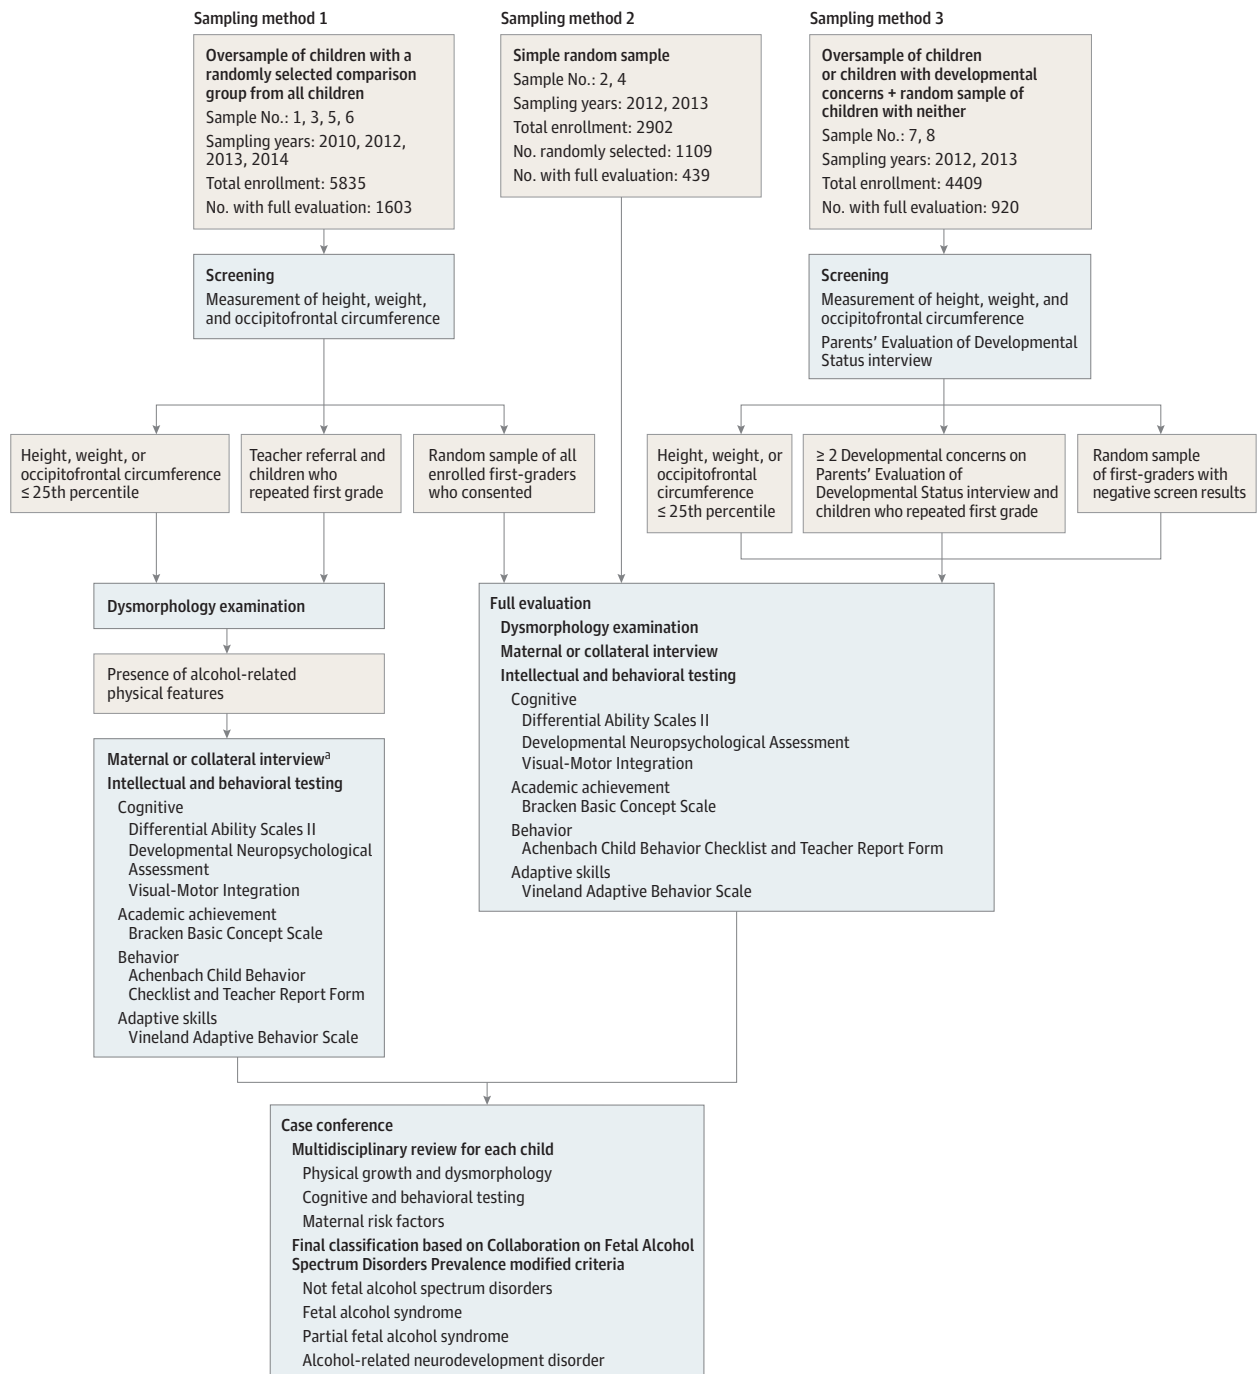 Sampling method 1
Oversample of children with a
randomly selected comparison
group from all children
Sample No.: 1, 3, 5, 6
Sampling years: 2010, 2012,
2013, 2014
Total enrollment: 5835
No. with full evaluation: 1603
Sampling method 2
Simple random sample
Sample No.: 2, 4
Sampling years: 2012, 2013
Total enrollment: 2902
No. randomly selected: 1109
No. with full evaluation: 439
Sampling method 3
Oversample of children
or children with developmental
concerns + random sample of
children with neither
Sample No.: 7, 8
Sampling years: 2012, 2013
Total enrollment: 4409
No. with full evaluation: 920
Screening
Measurement of height, weight,
and occipitofrontal circumference
Screening
Measurement of height, weight, and
occipitofrontal circumference
Parents' Evaluation of Developmental
Status interview
Height, weight, or
occipitofrontal circumference
≤ 25th percentile
Teacher referral and
children who
repeated first grade
Random sample of all
enrolled first-graders
who consented
Height, weight, or
occipitofrontal
circumference
≤ 25th percentile
≥ 2 Developmental concerns on
Parents' Evaluation of
Developmental Status interview and
children who repeated first grade
Random sample
of first-graders with
negative screen results
Dysmorphology examination
Presence of alcohol-related
physical features
Maternal or collateral interviewᵃ
Intellectual and behavioral testing
Cognitive
Differential Ability Scales II
Developmental Neuropsychological
Assessment
Visual-Motor Integration
Academic achievement
Bracken Basic Concept Scale
Behavior
Achenbach Child Behavior
Checklist and Teacher Report Form
Adaptive skills
Vineland Adaptive Behavior Scale
Full evaluation
Dysmorphology examination
Maternal or collateral interview
Intellectual and behavioral testing
Cognitive
Differential Ability Scales II
Developmental Neuropsychological Assessment
Visual-Motor Integration
Academic achievement
Bracken Basic Concept Scale
Behavior
Achenbach Child Behavior Checklist and Teacher Report Form
Adaptive skills
Vineland Adaptive Behavior Scale
Case conference
Multidisciplinary review for each child
Physical growth and dysmorphology
Cognitive and behavioral testing
Maternal risk factors
Final classification based on Collaboration on Fetal Alcohol
Spectrum Disorders Prevalence modified criteria
Not fetal alcohol spectrum disorders
Fetal alcohol syndrome
Partial fetal alcohol syndrome
Alcohol-related neurodevelopment disorder